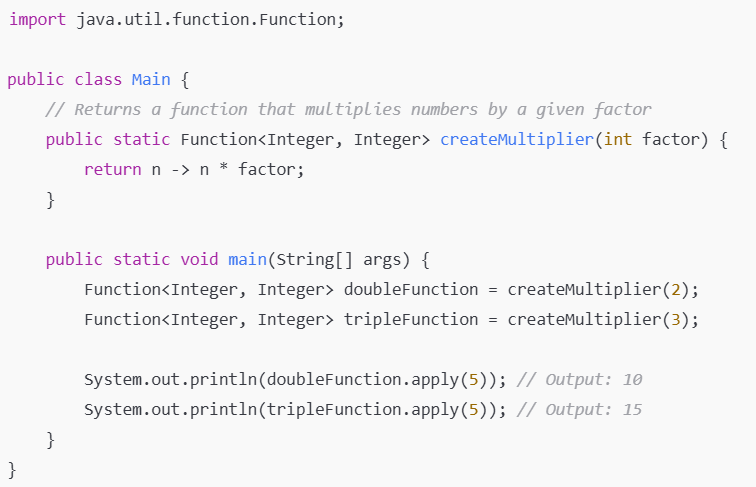 import java.util.function.Function;

public class Main {
    // Returns a function that multiplies numbers by a given factor
    public static Function<Integer, Integer> createMultiplier(int factor) {
        return n -> n * factor;
    }

    public static void main(String[] args) {
        Function<Integer, Integer> doubleFunction = createMultiplier(2);
        Function<Integer, Integer> tripleFunction = createMultiplier(3);

        System.out.println(doubleFunction.apply(5)); // Output: 10
        System.out.println(tripleFunction.apply(5)); // Output: 15
    }
}